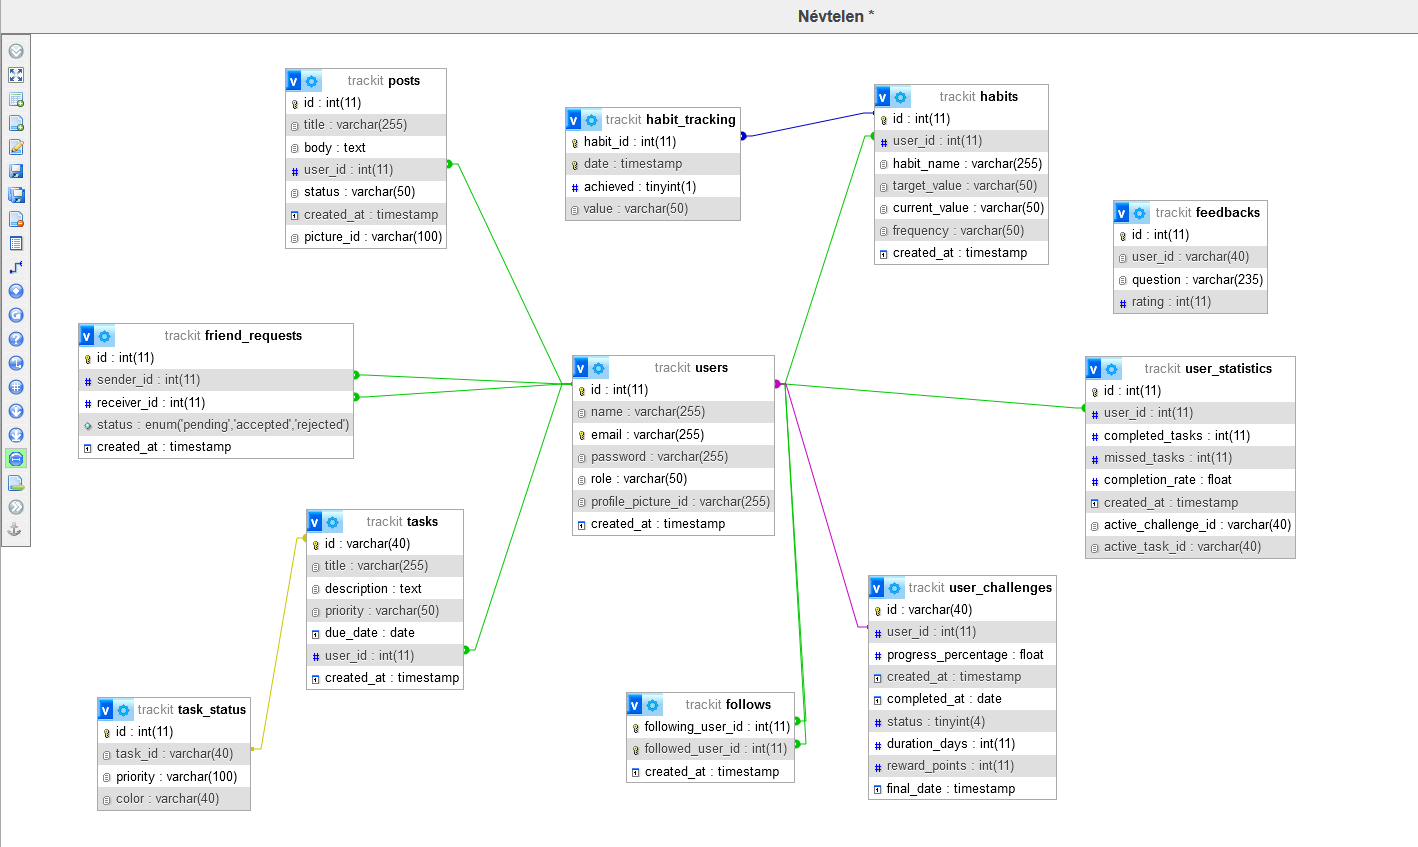 Névtelen *
trackit posts
id : int(11)
title : varchar(255)
body : text
user_id : int(11)
status : varchar(50)
created_at : timestamp
picture_id : varchar(100)
trackit habit_tracking
habit_id : int(11)
date : timestamp
achieved : tinyint(1)
value : varchar(50)
trackit habits
id : int(11)
user_id : int(11)
habit_name : varchar(255)
target_value : varchar(50)
current_value : varchar(50)
frequency : varchar(50)
created_at : timestamp
trackit feedbacks
id : int(11)
user_id : varchar(40)
question : varchar(235)
rating : int(11)
trackit friend_requests
id : int(11)
sender_id : int(11)
receiver_id : int(11)
status : enum('pending','accepted','rejected')
created_at : timestamp
trackit users
id : int(11)
name : varchar(255)
email : varchar(255)
password : varchar(255)
role : varchar(50)
profile_picture_id : varchar(255)
created_at : timestamp
trackit user_statistics
id : int(11)
user_id : int(11)
completed_tasks : int(11)
missed_tasks : int(11)
completion_rate : float
created_at : timestamp
active_challenge_id : varchar(40)
active_task_id : varchar(40)
trackit tasks
id : varchar(40)
title : varchar(255)
description : text
priority : varchar(50)
due_date : date
user_id : int(11)
created_at : timestamp
trackit user_challenges
id : varchar(40)
user_id : int(11)
progress_percentage : float
created_at : timestamp
completed_at : date
status : tinyint(4)
duration_days : int(11)
reward_points : int(11)
final_date : timestamp
trackit task_status
id : int(11)
task_id : varchar(40)
priority : varchar(100)
color : varchar(40)
trackit follows
following_user_id : int(11)
followed_user_id : int(11)
created_at : timestamp